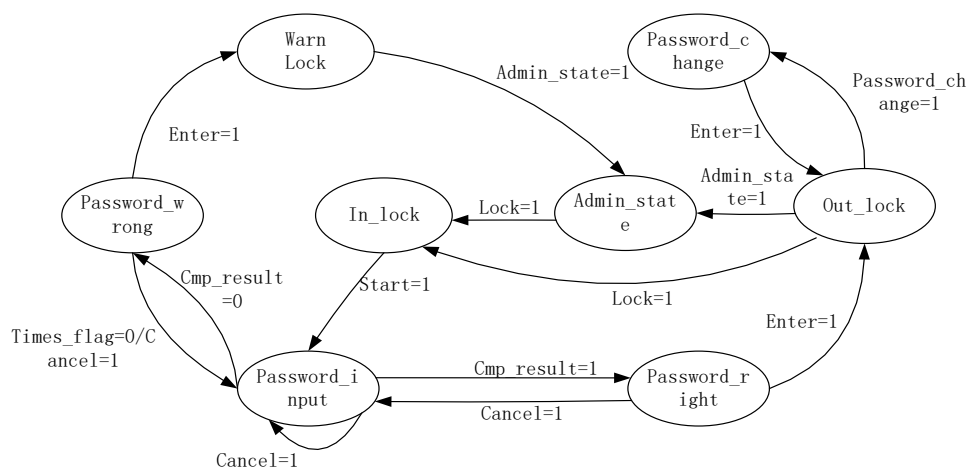 Warn
Lock
Password_c
hange
Admin_state=1
Password_ch
ange=1
Enter=1
Enter=1
Password_w
rong
In_lock
Lock=1
Admin_stat
e
Admin_sta
te=1
Out_lock
Cmp_result
=0
Start=1
Lock=1
Times_flag=0/C
ancel=1
Enter=1
Password_i
nput
Cmp_result=1
Password_r
ight
Cancel=1
Cancel=1